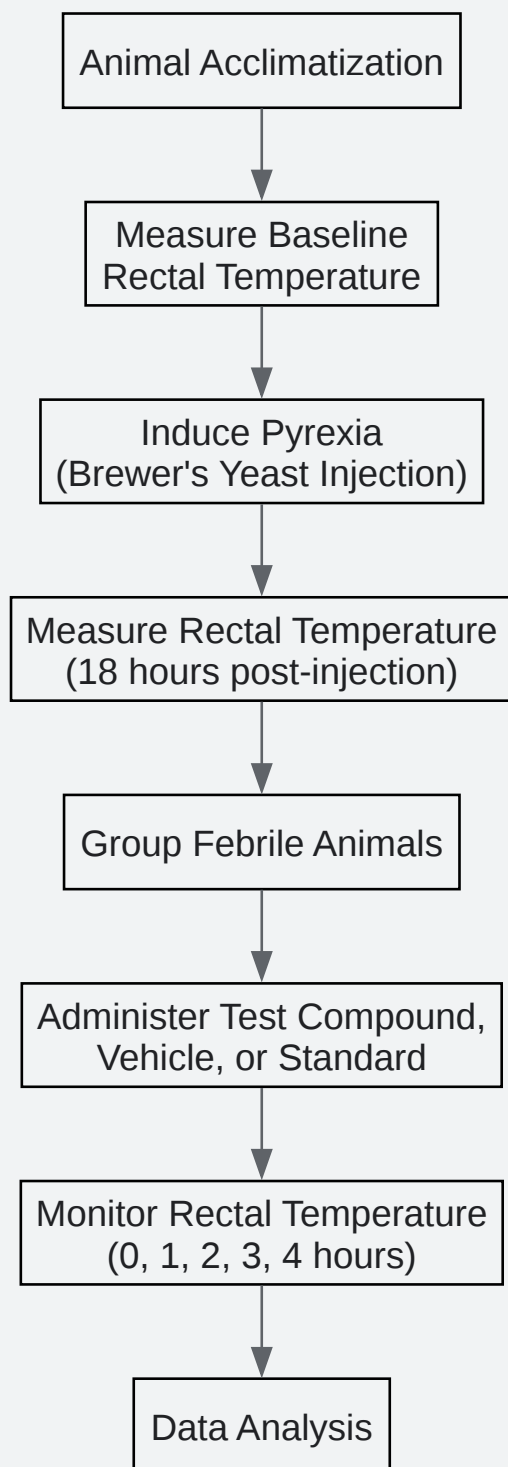 Animal Acclimatization
Measure Baseline
Rectal Temperature
Induce Pyrexia
(Brewer's Yeast Injection)
Measure Rectal Temperature
(18 hours post-injection)
Group Febrile Animals
Administer Test Compound,
Vehicle, or Standard
Monitor Rectal Temperature
(0, 1, 2, 3, 4 hours)
Data Analysis